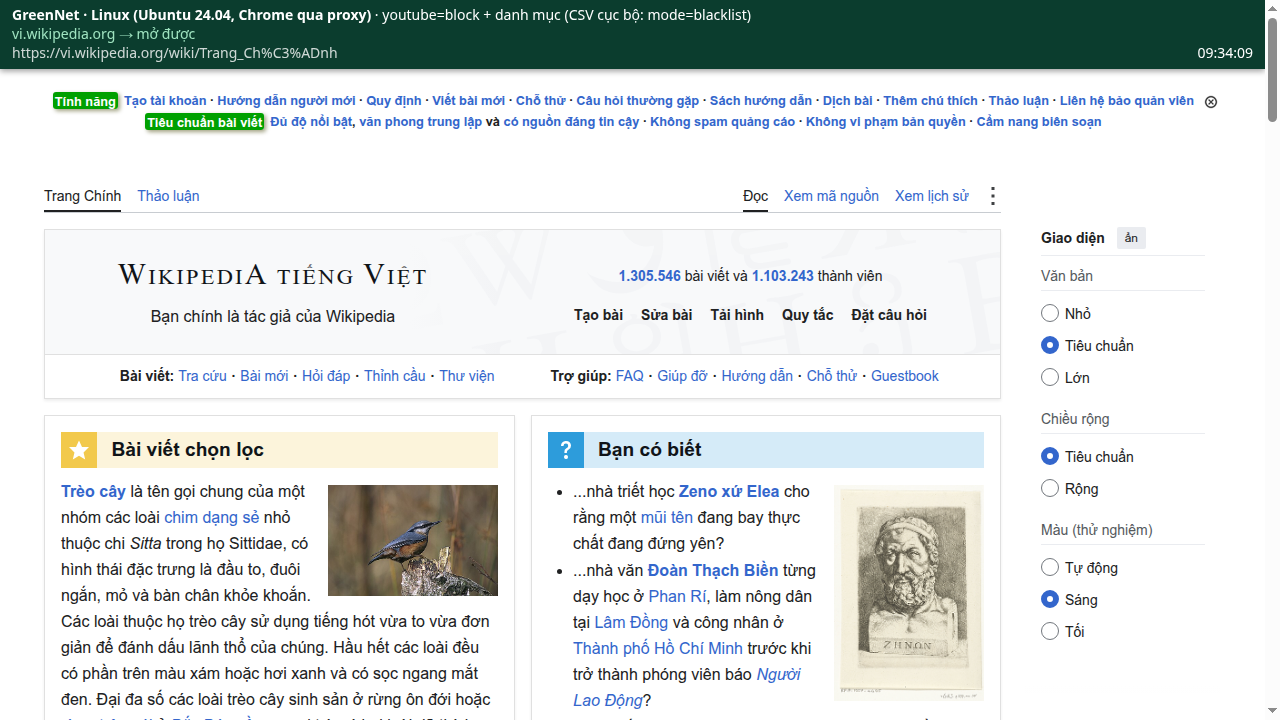 GreenNet · Linux (Ubuntu 24.04, Chrome qua proxy) · youtube=block + danh mục (CSV cục bộ: mode=blacklist)
vi.wikipedia.org → mở được
https://vi.wikipedia.org/wiki/Trang_Ch%C3%ADnh
09:34:09
Tính năng Tạo tài khoản · Hướng dẫn người mới · Quy định · Viết bài mới · Chỗ thử · Câu hỏi thường gặp · Sách hướng dẫn · Dịch bài · Thêm chú thích · Thảo luận · Liên hệ bảo quản viên
Tiêu chuẩn bài viết Đủ độ nổi bật, văn phong trung lập và có nguồn đáng tin cậy · Không spam quảng cáo · Không vi phạm bản quyền · Cẩm nang biên soạn
Trang Chính Thảo luận
Đọc Xem mã nguồn Xem lịch sử
WIKIPEDIA TIẾNG VIỆT
Bạn chính là tác giả của Wikipedia
1.305.546 bài viết và 1.103.243 thành viên
Tạo bài Sửa bài Tải hình Quy tắc Đặt câu hỏi
Bài viết: Tra cứu · Bài mới · Hỏi đáp · Thỉnh cầu · Thư viện
Trợ giúp: FAQ · Giúp đỡ · Hướng dẫn · Chỗ thử · Guestbook
Bài viết chọn lọc
Trèo cây là tên gọi chung của một
nhóm các loài chim dạng sẻ nhỏ
thuộc chi Sitta trong họ Sittidae, có
hình thái đặc trưng là đầu to, đuôi
ngắn, mỏ và bàn chân khỏe khoắn.
Các loài thuộc họ trèo cây sử dụng tiếng hót vừa to vừa đơn
giản để đánh dấu lãnh thổ của chúng. Hầu hết các loài đều
có phần trên màu xám hoặc hơi xanh và có sọc ngang mắt
đen. Đại đa số các loài trèo cây sinh sản ở rừng ôn đới hoặc
Bạn có biết
...nhà triết học Zeno xứ Elea cho
rằng một mũi tên đang bay thực
chất đang đứng yên?
...nhà văn Đoàn Thạch Biền từng
dạy học ở Phan Rí, làm nông dân
tại Lâm Đồng và công nhân ở
Thành phố Hồ Chí Minh trước khi
trở thành phóng viên báo Người
Lao Động?
ZHNΩN
Giao diện ẩn
Văn bản
Nhỏ
Tiêu chuẩn
Lớn
Chiều rộng
Tiêu chuẩn
Rộng
Màu (thử nghiệm)
Tự động
Sáng
Tối